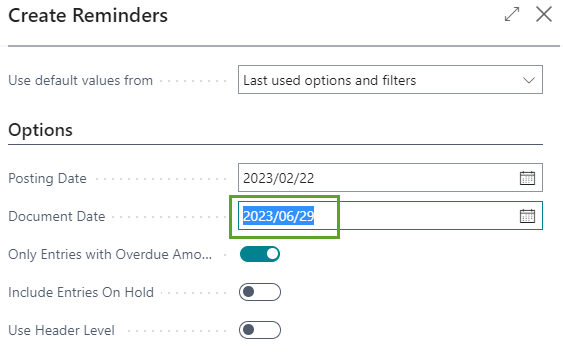 Create Reminders
Use default values from Last used options and filters
Options
Posting Date 2023/02/22
Document Date 2023/06/29
Only Entries with Overdue Amo...
Include Entries On Hold
Use Header Level